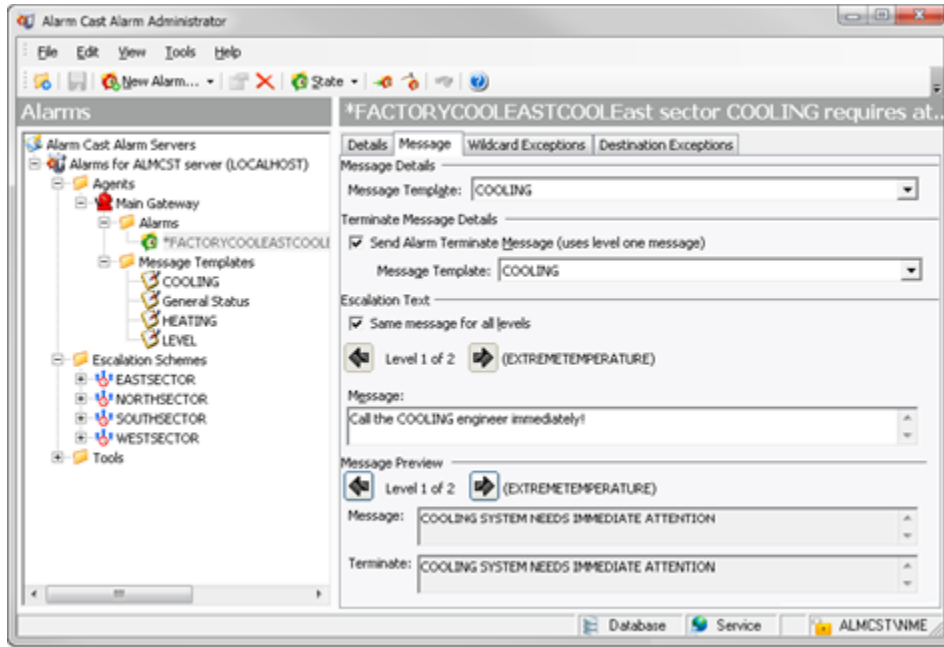 Alarm Cast Alarm Administrator
File Edit View Tools Help
New Alarm... State
Alarms
*FACTORYCOOLEASTCOOLEast sector COOLING requires at..
Alarm Cast Alarm Servers
Alarms for ALMCST server (LOCALHOST)
Agents
Main Gateway
Alarms
*FACTORYCOOLEASTCOOLI
Message Templates
COOLING
General Status
HEATING
LEVEL
Escalation Schemes
EASTSECTOR
NORTHSECTOR
SOUTHSECTOR
WESTSECTOR
Tools
Details Message Wildcard Exceptions Destination Exceptions
Message Details
Message Template: COOLING
Terminate Message Details
Send Alarm Terminate Message (uses level one message)
Message Template: COOLING
Escalation Text
Same message for all levels
Level 1 of 2 (EXTREMETEMPERATURE)
Message:
Call the COOLING engineer immediately!
Message Preview
Level 1 of 2 (EXTREMETEMPERATURE)
Message: COOLING SYSTEM NEEDS IMMEDIATE ATTENTION
Terminate: COOLING SYSTEM NEEDS IMMEDIATE ATTENTION
Database Service ALMCST\NME